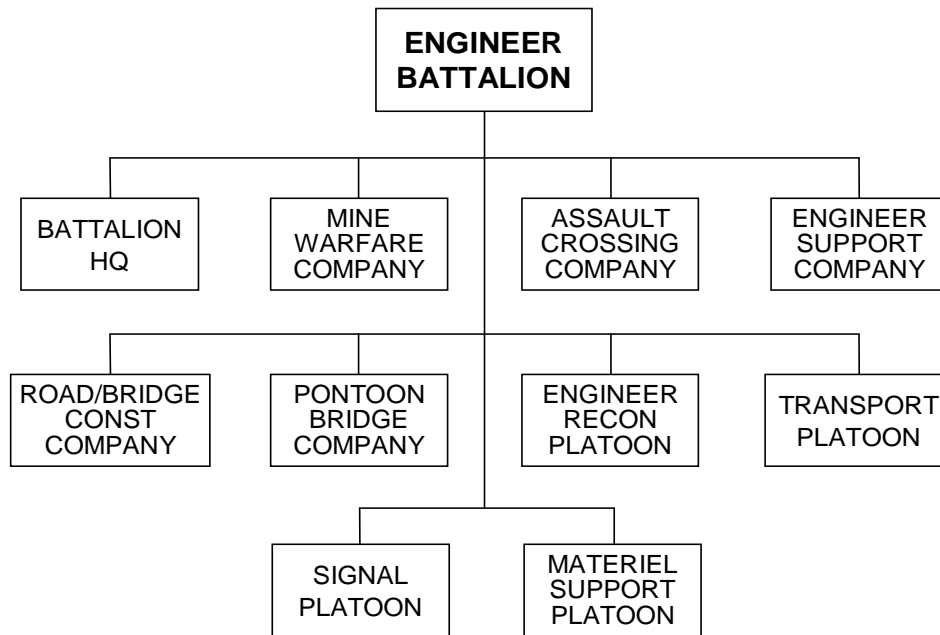 ENGINEER
BATTALION
BATTALION
HQ
MINE
WARFARE
COMPANY
ASSAULT
CROSSING
COMPANY
ENGINEER
SUPPORT
COMPANY
ROAD/BRIDGE
CONST
COMPANY
PONTOON
BRIDGE
COMPANY
ENGINEER
RECON
PLATOON
TRANSPORT
PLATOON
SIGNAL
PLATOON
MATERIEL
SUPPORT
PLATOON